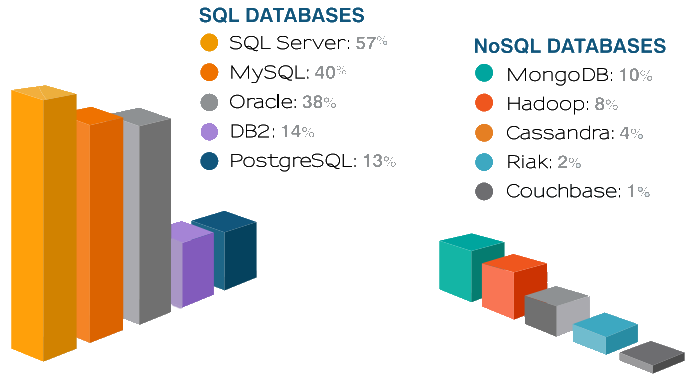 SQL DATABASES
SQL Server: 57%
MySQL: 40%
Oracle: 38%
DB2: 14%
PostgreSQL: 13%
NoSQL DATABASES
MongoDB: 10%
Hadoop: 8%
Cassandra: 4%
Riak: 2%
Couchbase: 1%